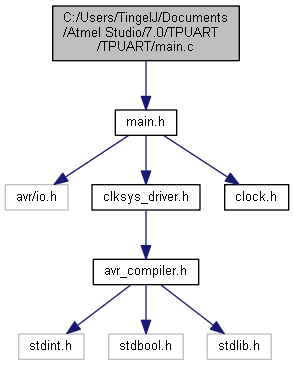 C:/Users/TingelJ/Documents
/Atmel Studio/7.0/TPUART
/TPUART/main.c
main.h
avr/io.h
clksys_driver.h
clock.h
avr_compiler.h
stdint.h
stdbool.h
stdlib.h